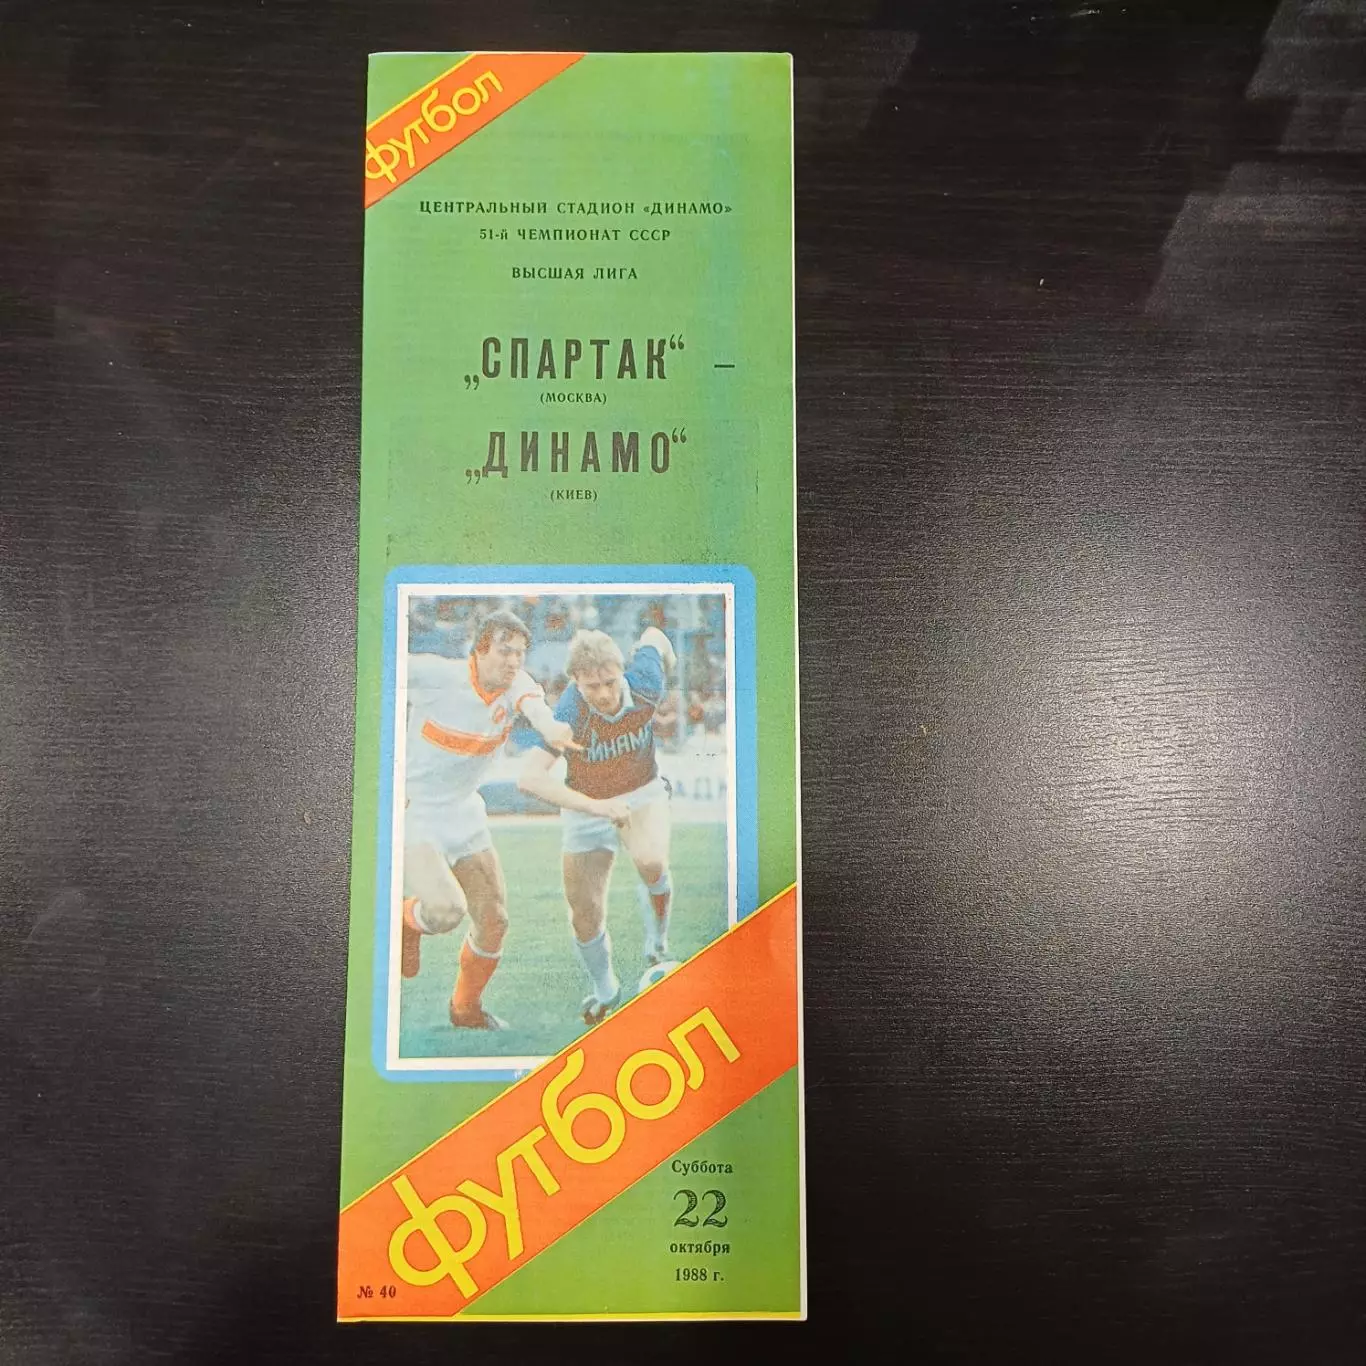 футбол
ЦЕНТРАЛЬНЫЙ СТАДИОН «ДИНАМО»
51-й ЧЕМПИОНАТ СССР
ВЫСШАЯ ЛИГА
„СПАРТАК“ –
(МОСКВА)
„ДИНАМО“
(КИЕВ)
футбол
Суббота
22
октября
1988 г.
№ 40